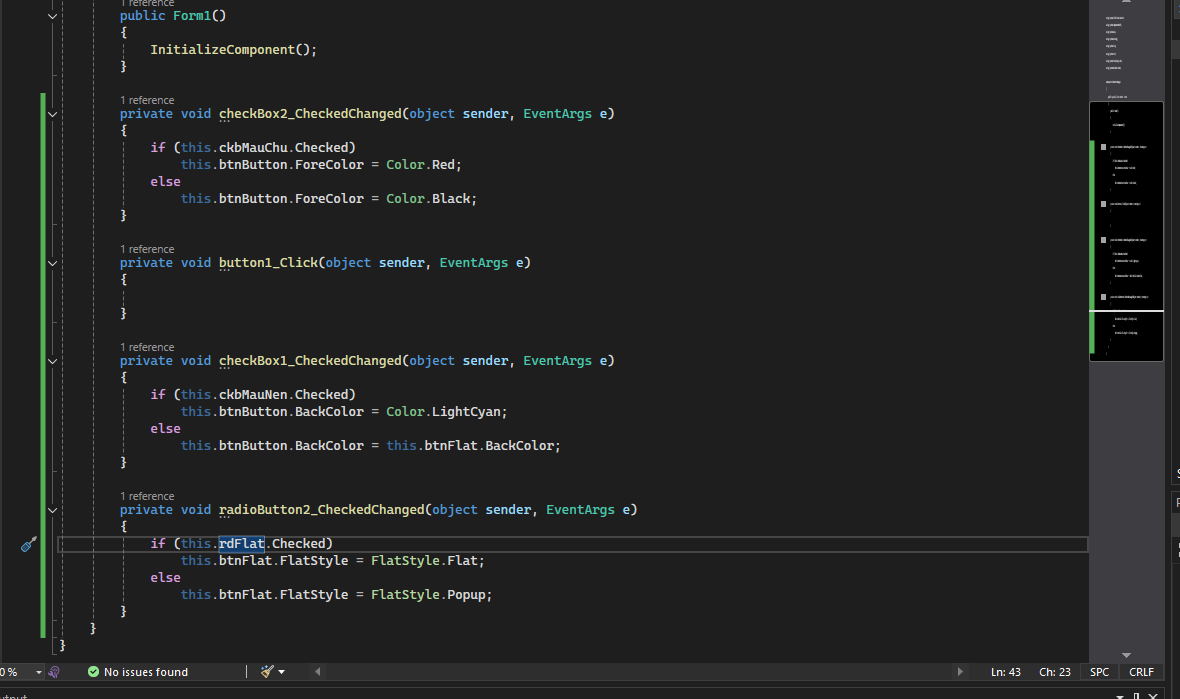 1 reference
public Form1()
{
InitializeComponent();
}
1 reference
private void checkBox2_CheckedChanged(object sender, EventArgs e)
{
if (this.ckbMauChu.Checked)
this.btnButton.ForeColor = Color.Red;
else
this.btnButton.ForeColor = Color.Black;
}
1 reference
private void button1_Click(object sender, EventArgs e)
{
}
1 reference
private void checkBox1_CheckedChanged(object sender, EventArgs e)
{
if (this.ckbMauNen.Checked)
this.btnButton.BackColor = Color.LightCyan;
else
this.btnButton.BackColor = this.btnFlat.BackColor;
}
1 reference
private void radioButton2_CheckedChanged(object sender, EventArgs e)
{
if (this.rdFlat.Checked)
this.btnFlat.FlatStyle = FlatStyle.Flat;
else
this.btnFlat.FlatStyle = FlatStyle.Popup;
}
}
}
0 % No issues found Ln: 43 Ch: 23 SPC CRLF